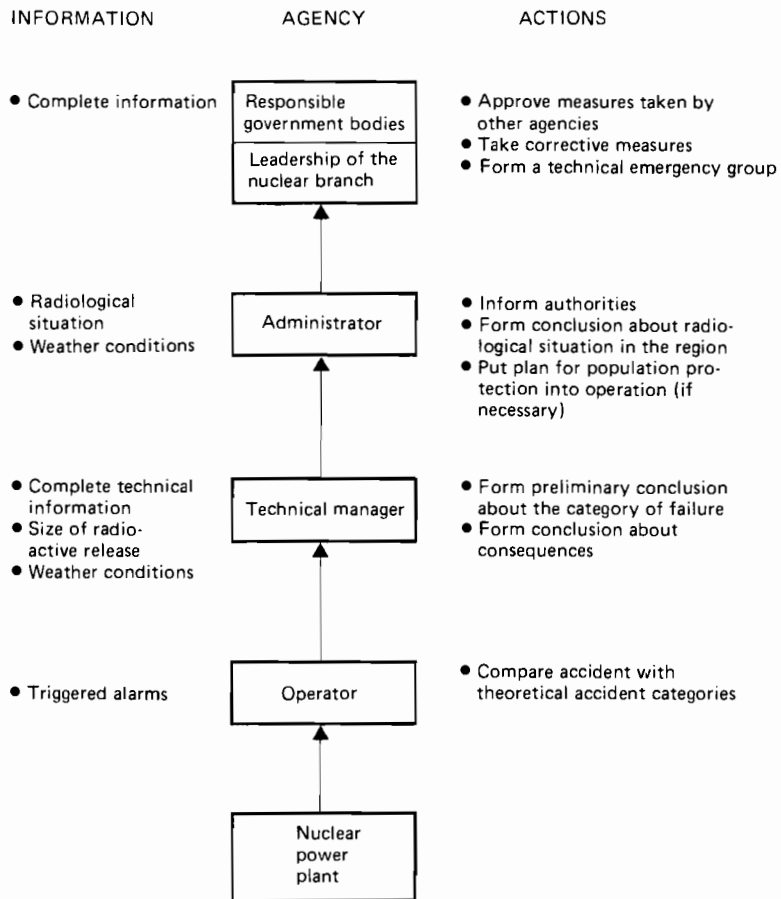 INFORMATION AGENCY ACTIONS
• Complete information
Responsible
government bodies
Leadership of the
nuclear branch
• Approve measures taken by
other agencies
• Take corrective measures
• Form a technical emergency group
• Radiological
situation
• Weather conditions
Administrator
• Inform authorities
• Form conclusion about radio-
logical situation in the region
• Put plan for population pro-
tection into operation (if
necessary)
• Complete technical
information
• Size of radio-
active release
• Weather conditions
Technical manager
• Form preliminary conclusion
about the category of failure
• Form conclusion about
consequences
• Triggered alarms
Operator
• Compare accident with
theoretical accident categories
Nuclear
power
plant